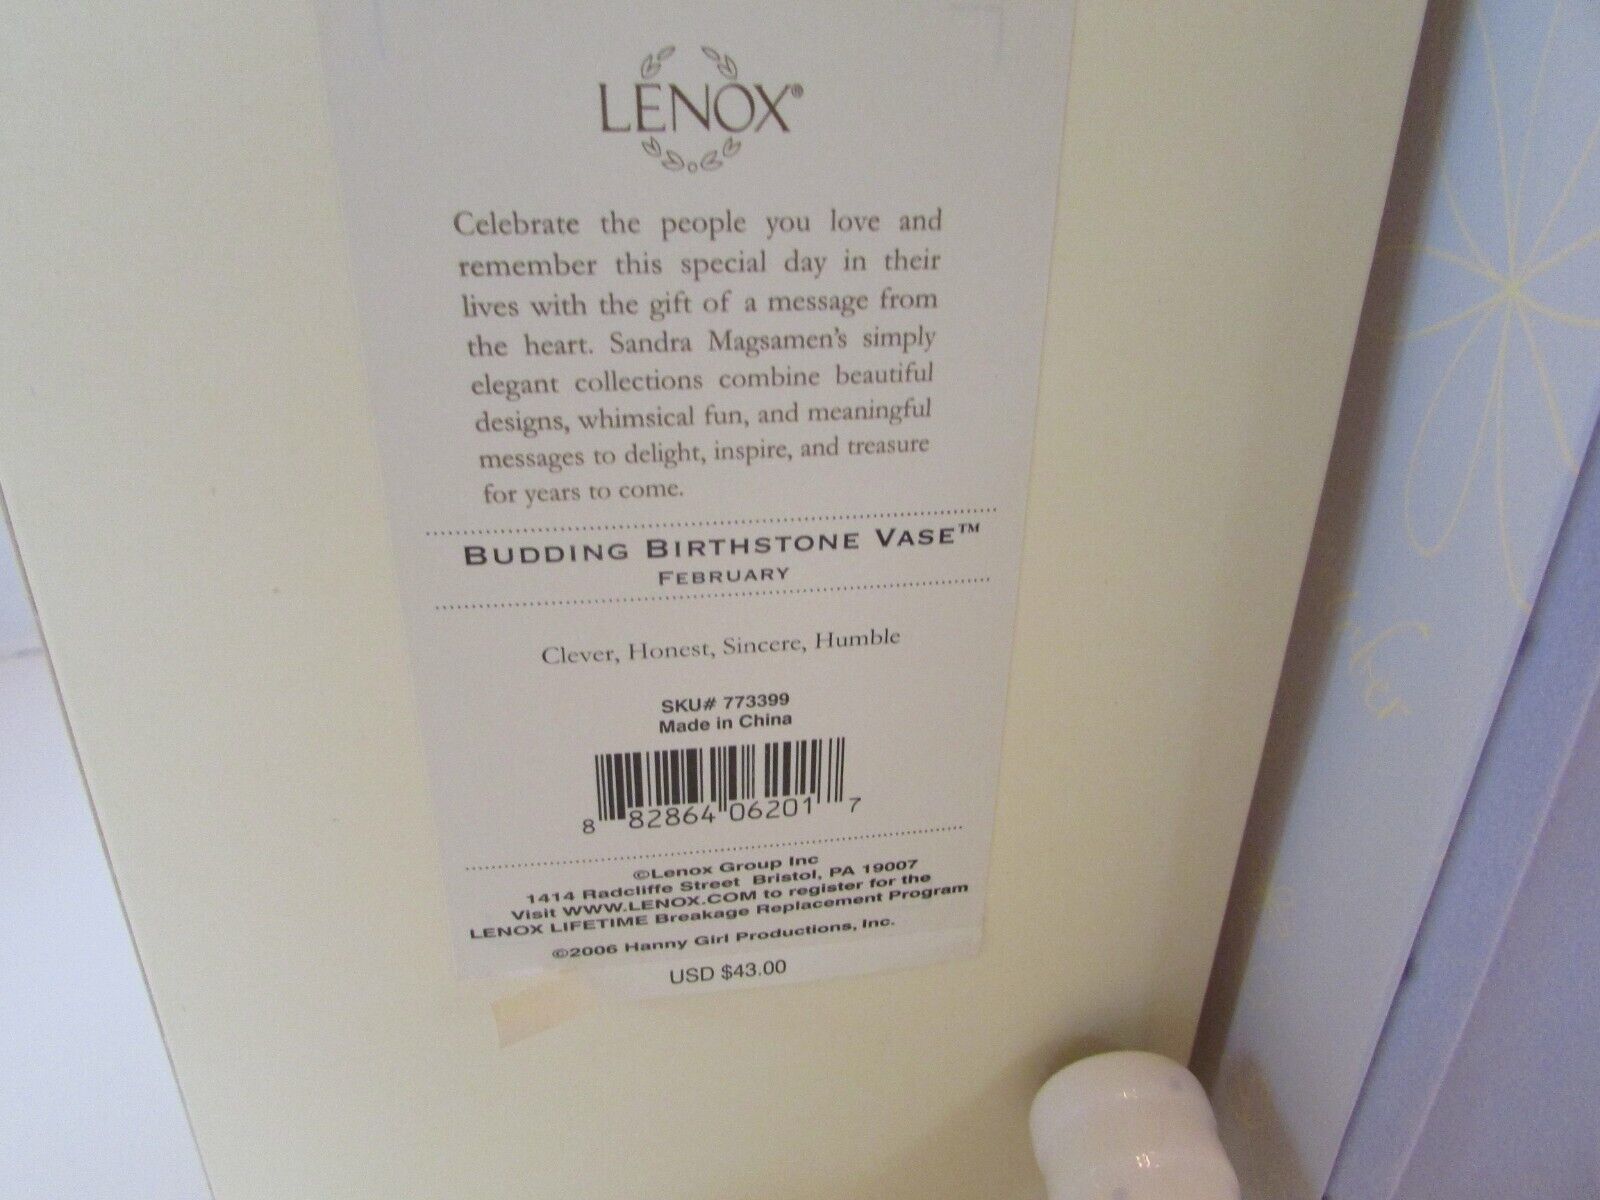 LENOX®
Celebrate the people you love and
remember this special day in their
lives with the gift of a message from
the heart. Sandra Magsamen's simply
elegant collections combine beautiful
designs, whimsical fun, and meaningful
messages to delight, inspire, and treasure
for years to come.
BUDDING BIRTHSTONE VASE™
FEBRUARY
Clever, Honest, Sincere, Humble
SKU# 773399
Made in China
8 82864 06201 7
©Lenox Group Inc
1414 Radcliffe Street Bristol, PA 19007
Visit WWW.LENOX.COM to register for the
LENOX LIFETIME Breakage Replacement Program
©2006 Hanny Girl Productions, Inc.
USD $43.00